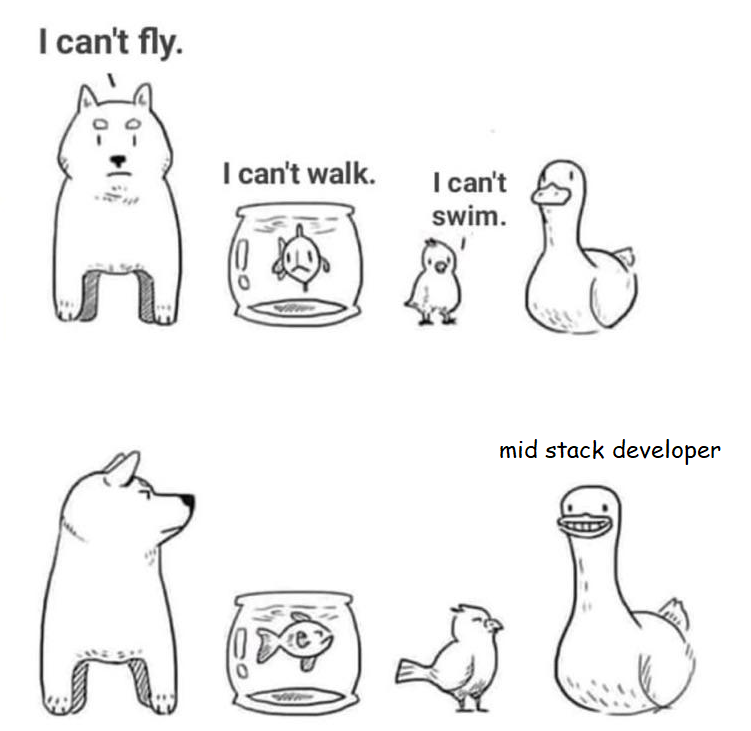 I can't fly.
I can't walk.
I can't
swim.
mid stack developer